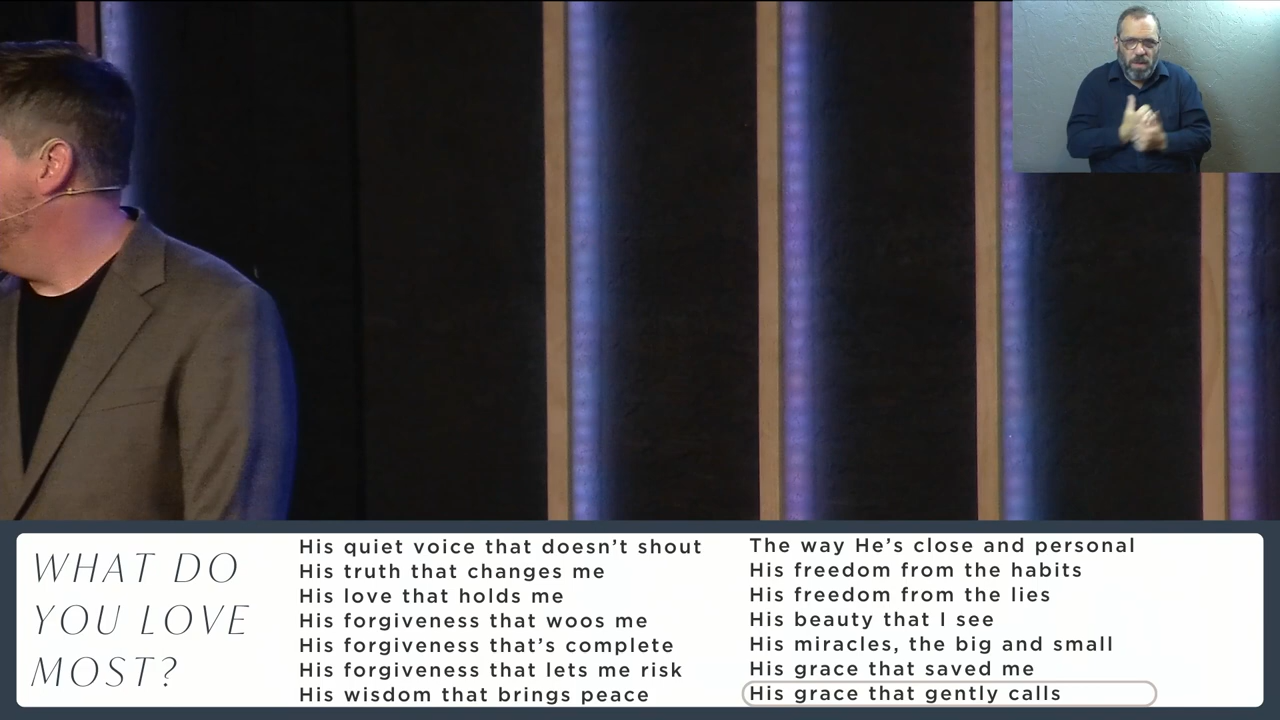 WHAT DO
YOU LOVE
MOST?
His quiet voice that doesn’t shout
His truth that changes me
His love that holds me
His forgiveness that woos me
His forgiveness that’s complete
His forgiveness that lets me risk
His wisdom that brings peace
The way He’s close and personal
His freedom from the habits
His freedom from the lies
His beauty that I see
His miracles, the big and small
His grace that saved me
His grace that gently calls